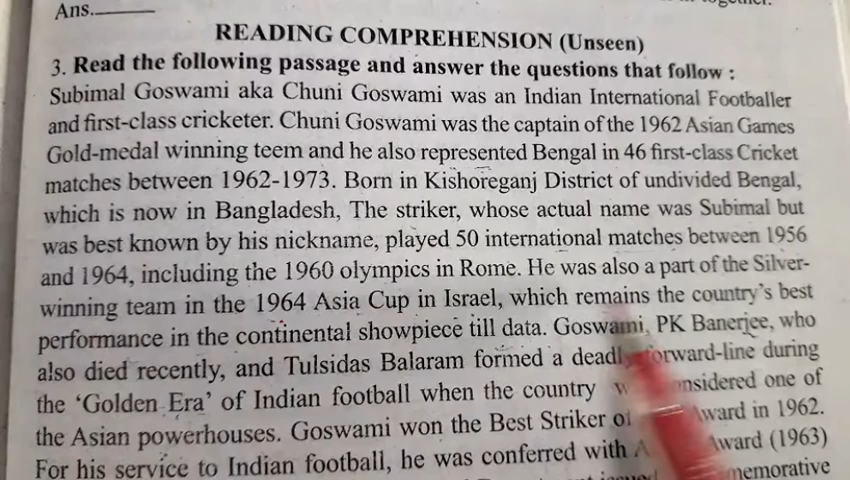 together.
Ans.
READING COMPREHENSION (Unseen)
3. Read the following passage and answer the questions that follow :
Subimal Goswami aka Chuni Goswami was an Indian International Footballer
and first-class cricketer. Chuni Goswami was the captain of the 1962 Asian Games
Gold-medal winning teem and he also represented Bengal in 46 first-class Cricket
matches between 1962-1973. Born in Kishoreganj District of undivided Bengal,
which is now in Bangladesh, The striker, whose actual name was Subimal but
was best known by his nickname, played 50 international matches between 1956
and 1964, including the 1960 olympics in Rome. He was also a part of the Silver-
winning team in the 1964 Asia Cup in Israel, which remains the country's best
performance in the continental showpiece till data. Goswami, PK Banerjee, who
also died recently, and Tulsidas Balaram formed a deadly forward-line during
the 'Golden Era' of Indian football when the country considered one of
the Asian powerhouses. Goswami won the Best Striker of Award in 1962.
For his service to Indian football, he was conferred with Award (1963)